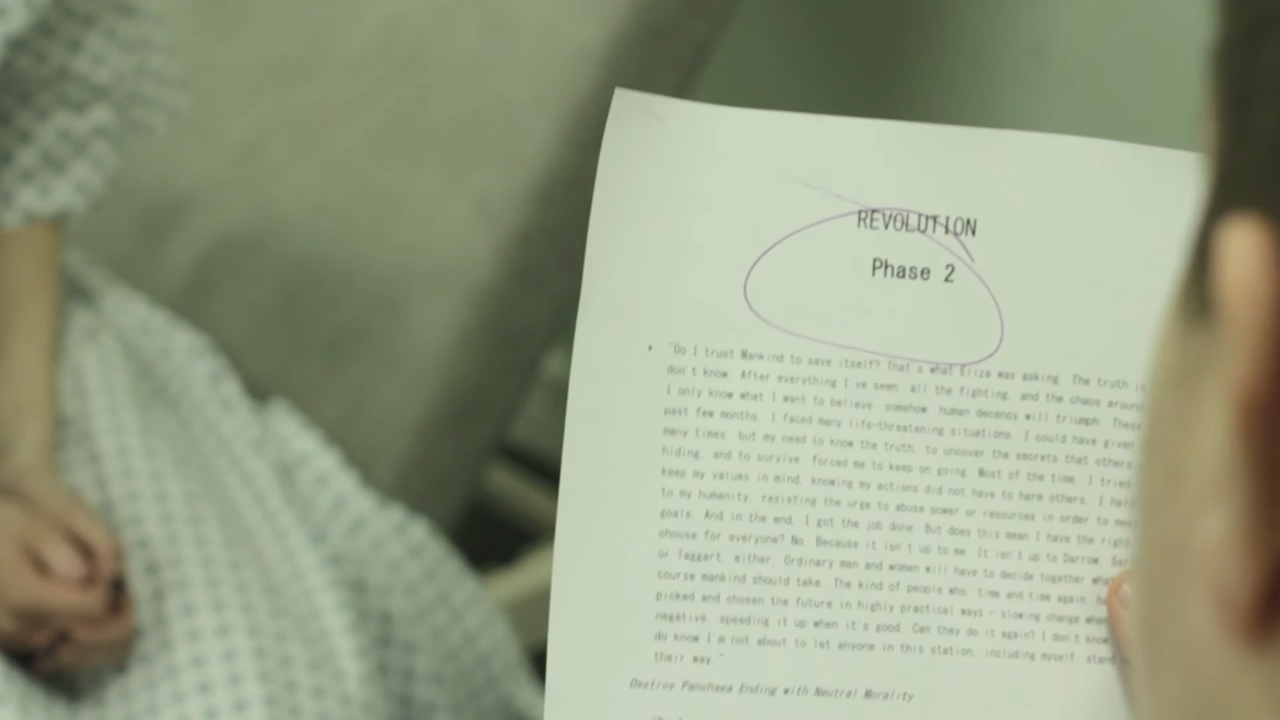 REVOLUTION
Phase 2
"Do I trust Mankind to save itself? That's what Eliza was asking. The truth is
don't know. After everything I've seen, all the fighting, and the chaos around
I only know what I want to believe somehow human decency will triumph. These
past few months, I faced many life-threatening situations. I could have given
many times, but my need to know the truth, to uncover the secrets that others
hiding, and to survive, forced me to keep on going. Most of the time, I tried
keep my values in mind, knowing my actions did not have to harm others. I held
to my humanity, resisting the urge to abuse power or resources in order to meet
goals. And in the end, I got the job done. But does this mean I have the right
choose for everyone? No. Because it isn't up to me. It isn't up to Darrow, Sar
or Taggart, either. Ordinary men and women will have to decide together what
course mankind should take. The kind of people who, time and time again, ha
picked and chosen the future in highly practical ways - slowing change when
negative, speeding it up when it's good. Can they do it again? I don't know
do know I'm not about to let anyone in this station, including myself, stand
their way."
Destroy Panchaea Ending with Neutral Morality